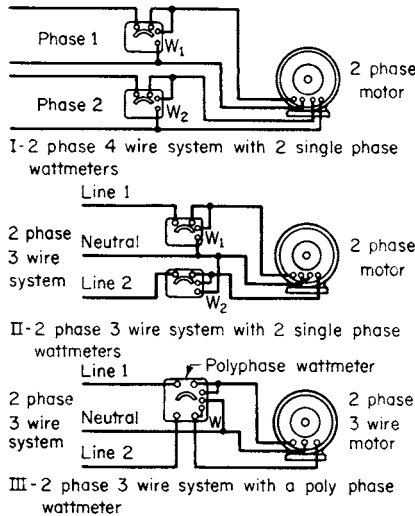 Phase 1
W1
2 phase
motor
Phase 2
W2
I-2 phase 4 wire system with 2 single phase
wattmeters
Line 1
2 phase
3 wire
system
Neutral
W1
2 phase
motor
Line 2
W2
II-2 phase 3 wire system with 2 single phase
wattmeters
Polyphase wattmeter
Line 1
2 phase
3 wire
system
Neutral
W
2 phase
3 wire
motor
Line 2
III-2 phase 3 wire system with a poly phase
wattmeter